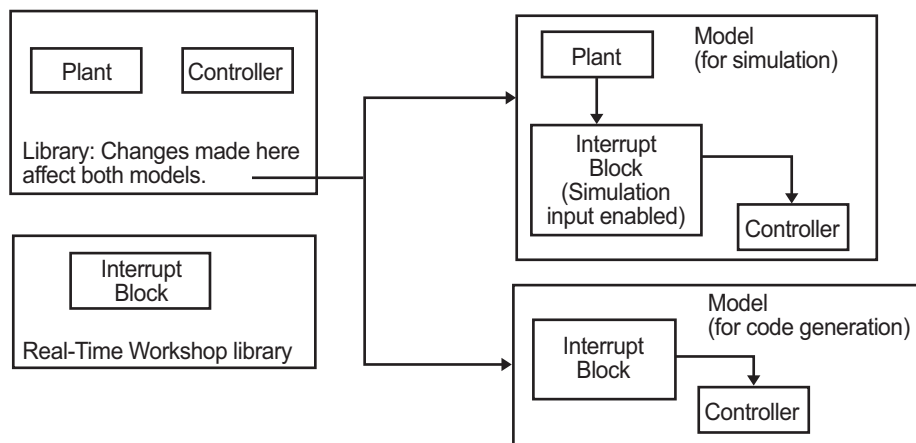 Plant
Controller
Library: Changes made here
affect both models.
Interrupt
Block
Real-Time Workshop library
Model
(for simulation)
Plant
Interrupt
Block
(Simulation
input enabled)
Controller
Model
(for code generation)
Interrupt
Block
Controller